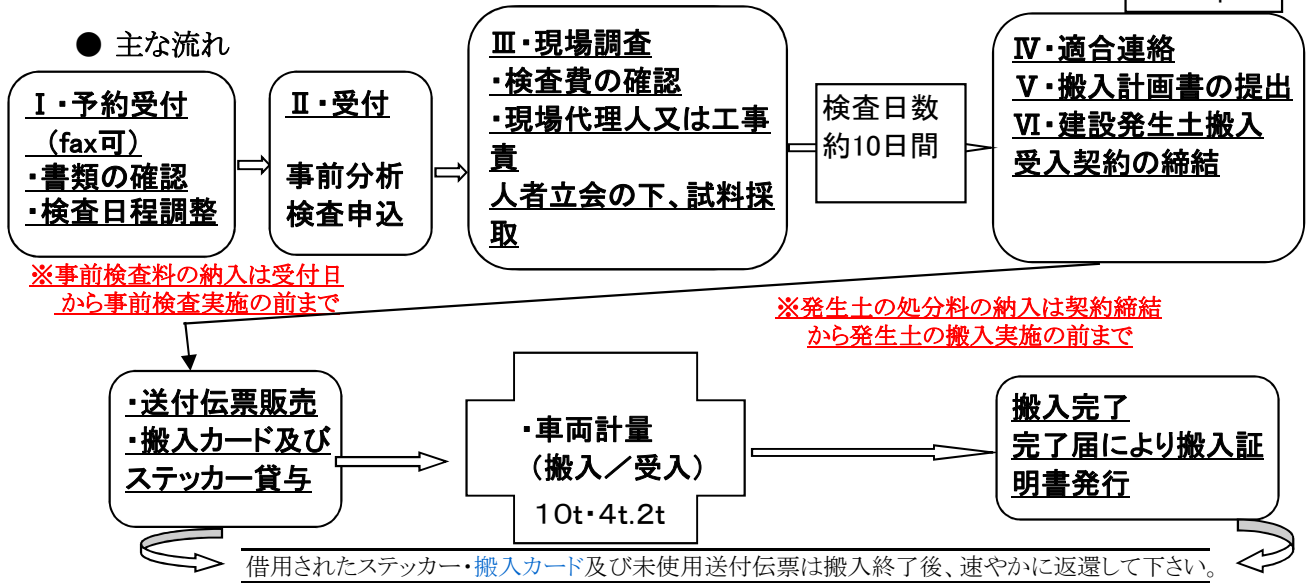 ● 主な流れ
Ⅰ・予約受付
(fax可)
・書類の確認
・検査日程調整
Ⅱ・受付
事前分析
検査申込
Ⅲ・現場調査
・検査費の確認
・現場代理人又は工事
責
人者立会の下、試料採
取
検査日数
約10日間
Ⅳ・適合連絡
Ⅴ・搬入計画書の提出
Ⅵ・建設発生土搬入
受入契約の締結
※事前検査料の納入は受付日
から事前検査実施の前まで
※発生土の処分料の納入は契約締結
から発生土の搬入実施の前まで
・送付伝票販売
・搬入カード及び
ステッカー貸与
・車両計量
(搬入／受入)
10t・4t.2t
搬入完了
完了届により搬入証
明書発行
借用されたステッカー・搬入カード及び未使用送付伝票は搬入終了後、速やかに返還して下さい。